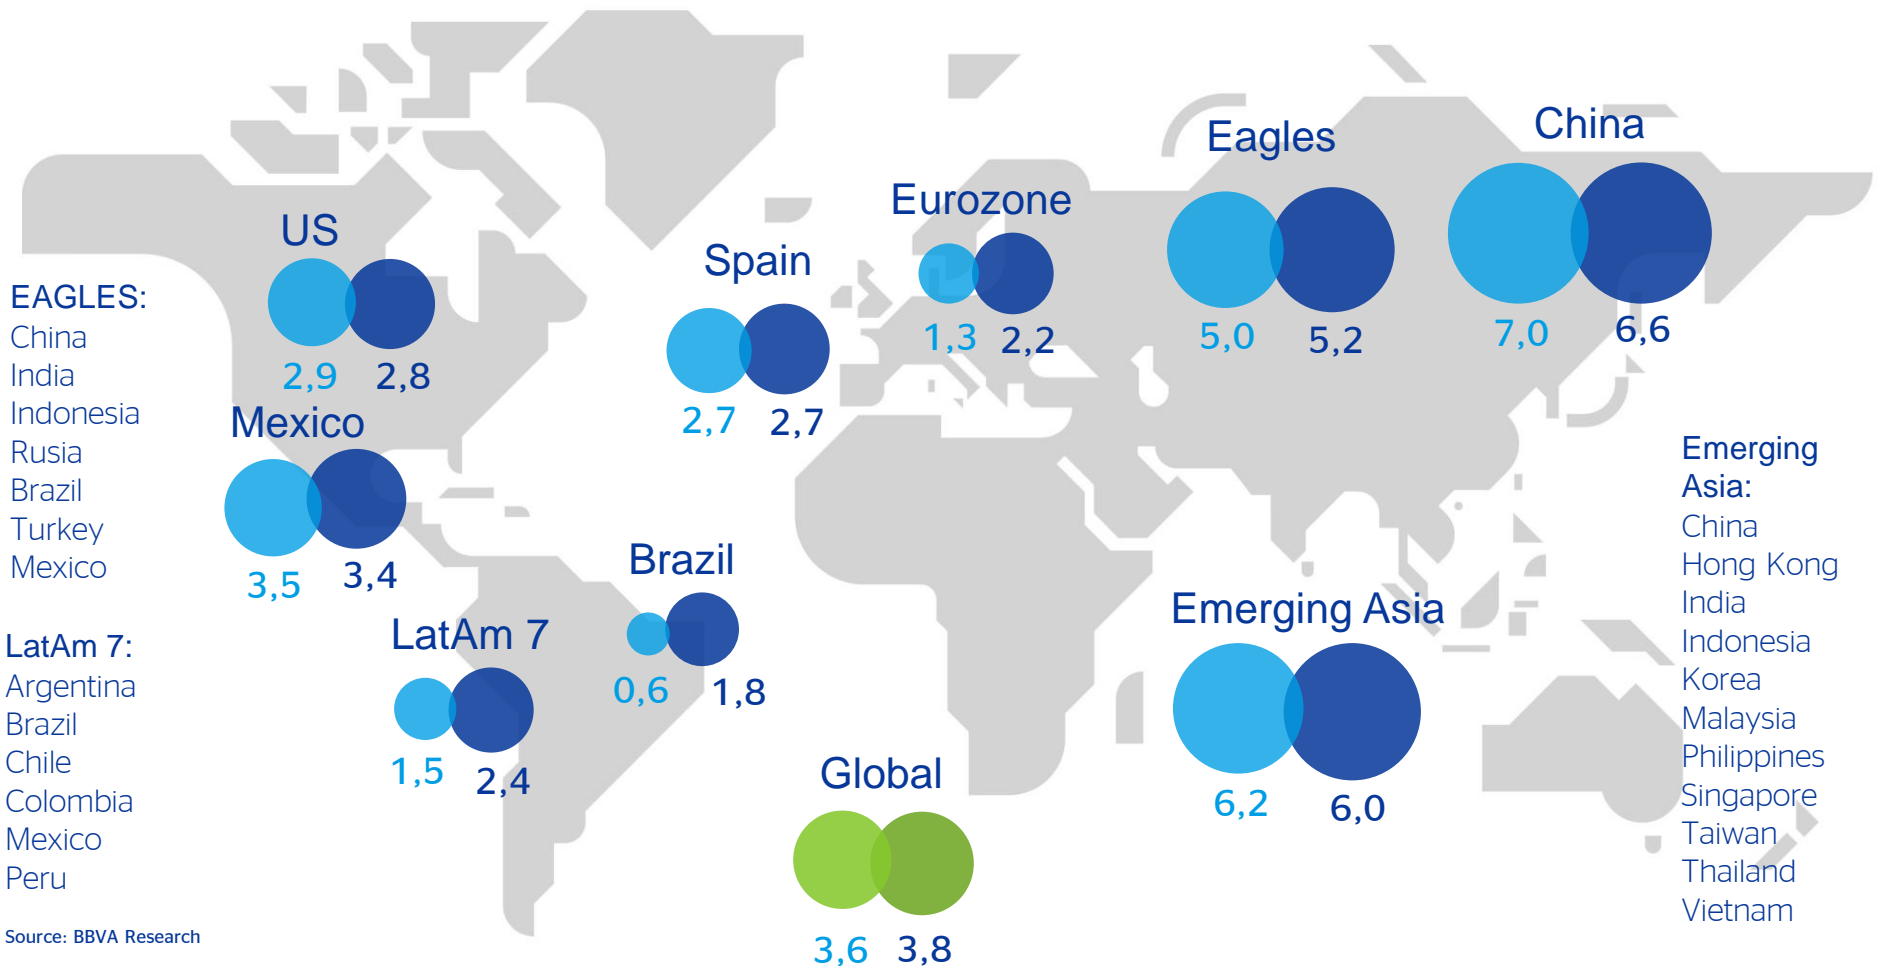 China
Eagles
Eurozone
US
Spain
EAGLES:
China
India
Indonesia
Rusia
Brazil
Turkey
Mexico
2,9 2,8
2,7 2,7
1,3 2,2
5,0 5,2
7,0 6,6
Mexico
3,5 3,4
Brazil
0,6 1,8
LatAm 7
1,5 2,4
Emerging Asia
6,2 6,0
Global
3,6 3,8
LatAm 7:
Argentina
Brazil
Chile
Colombia
Mexico
Peru
Emerging
Asia:
China
Hong Kong
India
Indonesia
Korea
Malaysia
Philippines
Singapore
Taiwan
Thailand
Vietnam
Source: BBVA Research